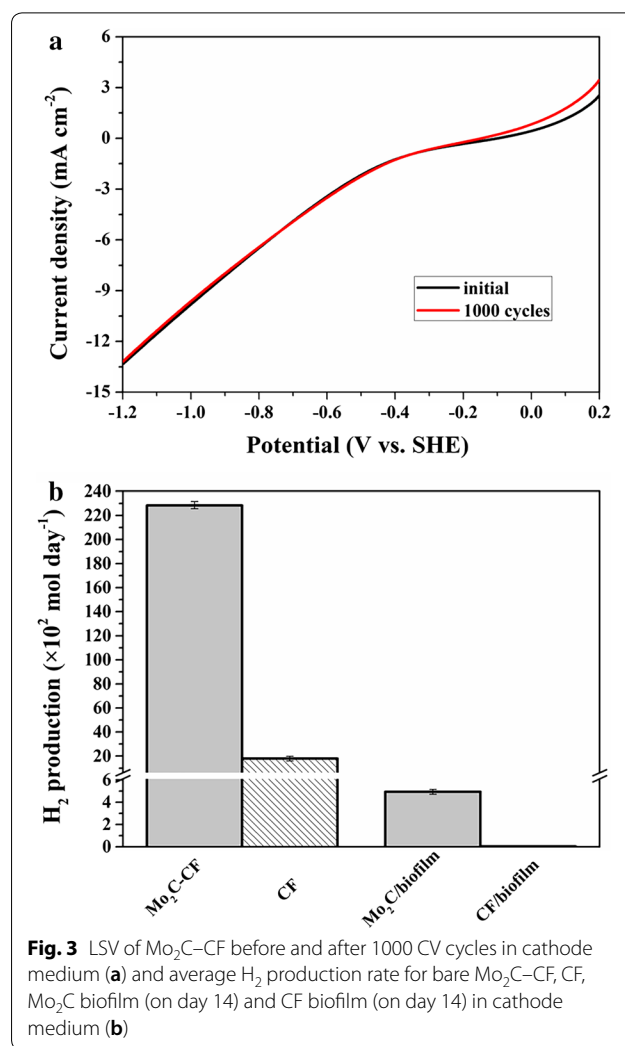 a
6
3
0
-3
-6
-9
-12
-15
Current density (mA cm⁻²)
initial
1000 cycles
-1.2 -1.0 -0.8 -0.6 -0.4 -0.2 0.0 0.2
Potential (V vs. SHE)
b
240
220
200
180
160
140
120
100
80
60
40
20
6
4
2
0
H₂ production (×10² mol day⁻¹)
Mo₂C-CF
CF
Mo₂C/biofilm
CF/biofilm
Fig. 3 LSV of Mo₂C–CF before and after 1000 CV cycles in cathode
medium (a) and average H₂ production rate for bare Mo₂C–CF, CF,
Mo₂C biofilm (on day 14) and CF biofilm (on day 14) in cathode
medium (b)